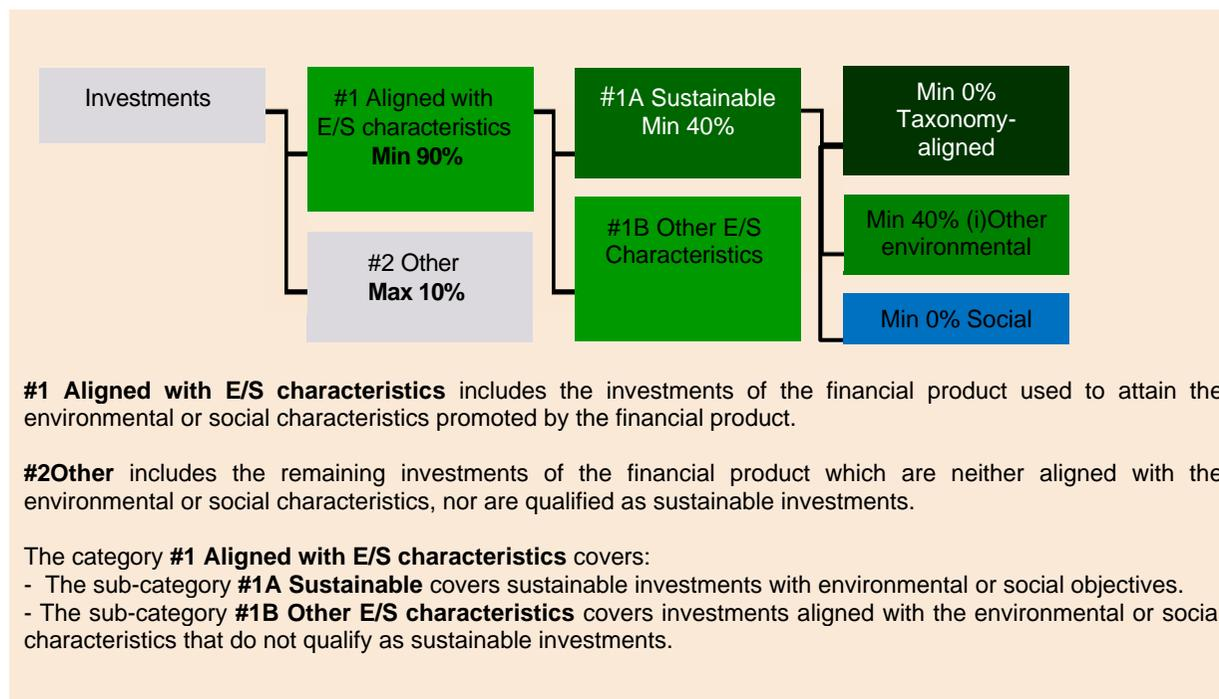 Investments
#1 Aligned with
E/S characteristics
Min 90%
#2 Other
Max 10%
#1A Sustainable
Min 40%
#1B Other E/S
Characteristics
Min 0%
Taxonomy-
aligned
Min 40% (i)Other
environmental
Min 0% Social
#1 Aligned with E/S characteristics includes the investments of the financial product used to attain the
environmental or social characteristics promoted by the financial product.
#2Other includes the remaining investments of the financial product which are neither aligned with the
environmental or social characteristics, nor are qualified as sustainable investments.
The category #1 Aligned with E/S characteristics covers:
- The sub-category #1A Sustainable covers sustainable investments with environmental or social objectives.
- The sub-category #1B Other E/S characteristics covers investments aligned with the environmental or socia
characteristics that do not qualify as sustainable investments.